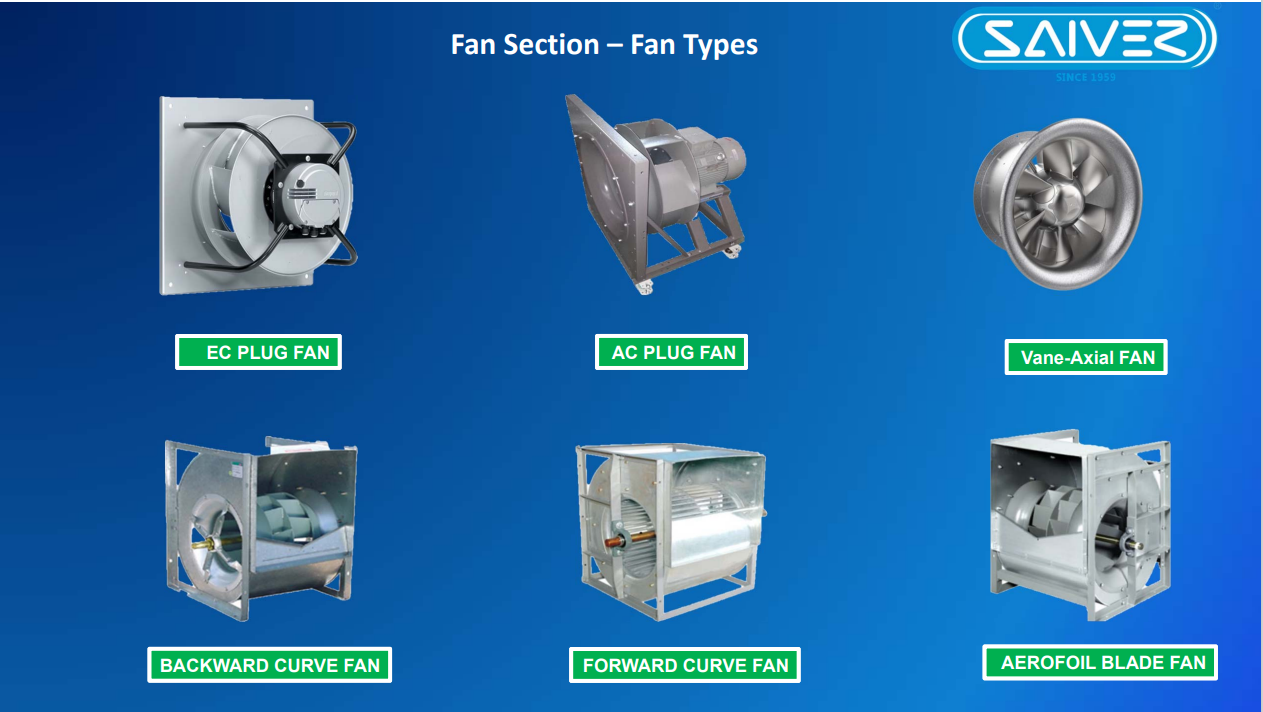 Fan Section – Fan Types
SAIVER
SINCE 1959
EC PLUG FAN
AC PLUG FAN
Vane-Axial FAN
BACKWARD CURVE FAN
FORWARD CURVE FAN
AEROFOIL BLADE FAN